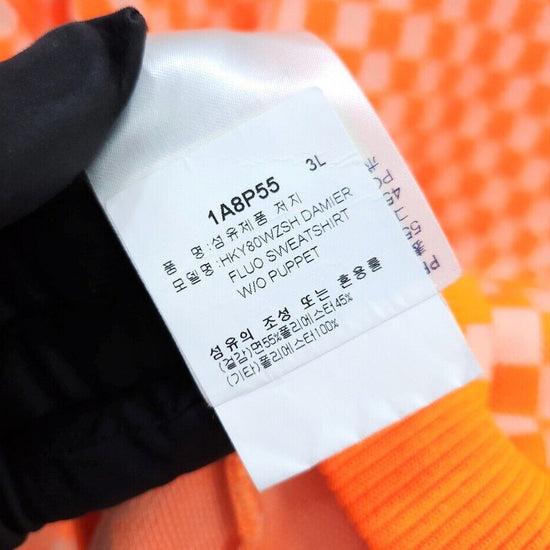 1A8P55 3L
품 명:섬유제품 저지
모델명:HKY80WZSH DAMIER
FLUO SWEATSHIRT
W/O PUPPET
섬유의 조성 또는 혼용률
(겉감)면55%폴리에스터45%
(기타)폴리에스터100%